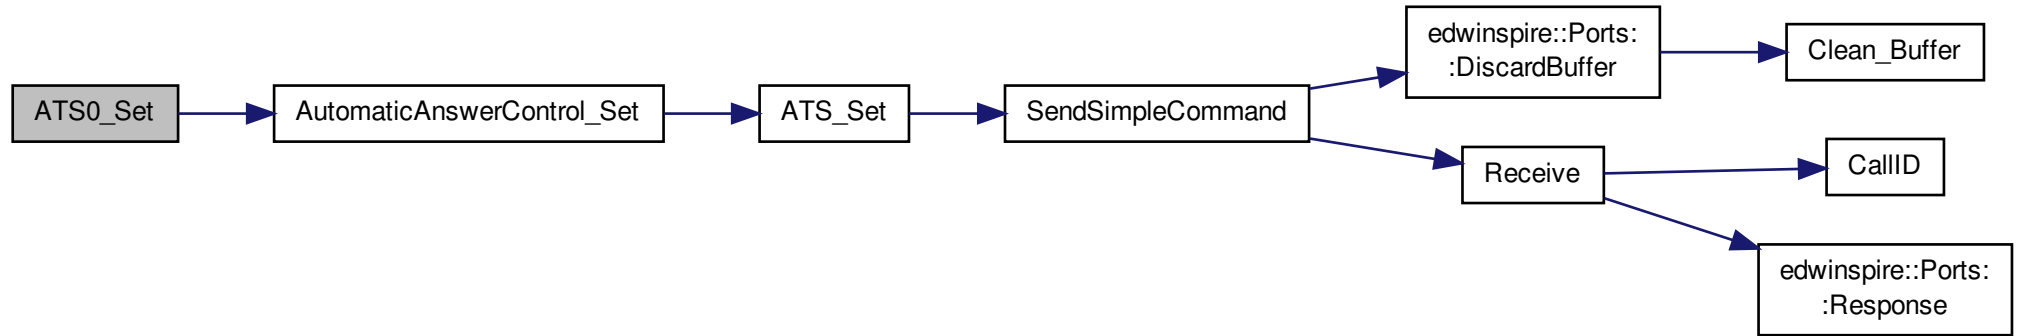 ATS0_Set
AutomaticAnswerControl_Set
ATS_Set
SendSimpleCommand
edwinspire::Ports:
:DiscardBuffer
Clean_Buffer
Receive
CallID
edwinspire::Ports:
:Response